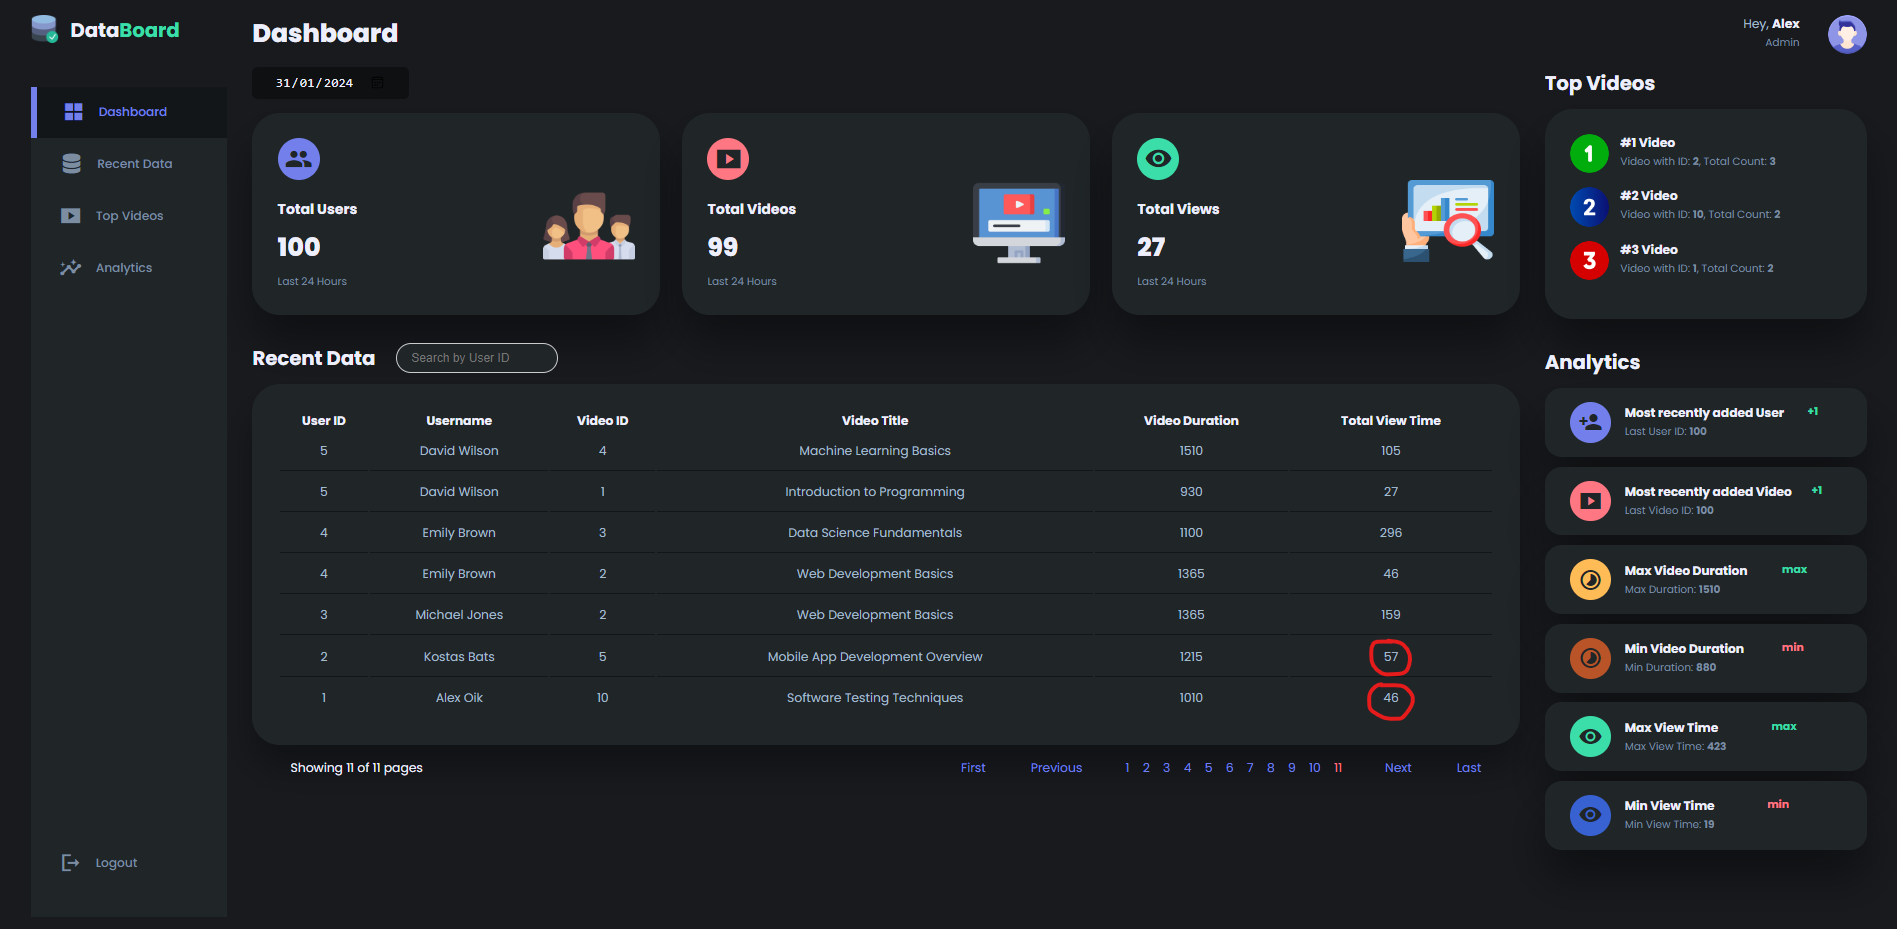 DataBoard
Dashboard
Hey, Alex
Admin
31/01/2024
Dashboard
Recent Data
Top Videos
Analytics
Logout
Total Users
100
Last 24 Hours
Total Videos
99
Last 24 Hours
Total Views
27
Last 24 Hours
Recent Data
Search by User ID
User ID Username Video ID Video Title Video Duration Total View Time
5 David Wilson 4 Machine Learning Basics 1510 105
5 David Wilson 1 Introduction to Programming 930 27
4 Emily Brown 3 Data Science Fundamentals 1100 296
4 Emily Brown 2 Web Development Basics 1365 46
3 Michael Jones 2 Web Development Basics 1365 159
2 Kostas Bats 5 Mobile App Development Overview 1215 57
1 Alex Oik 10 Software Testing Techniques 1010 46
Showing 11 of 11 pages First Previous 1 2 3 4 5 6 7 8 9 10 11 Next Last
Top Videos
1
#1 Video
Video with ID: 2, Total Count: 3
2
#2 Video
Video with ID: 10, Total Count: 2
3
#3 Video
Video with ID: 1, Total Count: 2
Analytics
Most recently added User +1
Last User ID: 100
Most recently added Video +1
Last Video ID: 100
Max Video Duration max
Max Duration: 1510
Min Video Duration min
Min Duration: 880
Max View Time max
Max View Time: 423
Min View Time min
Min View Time: 19